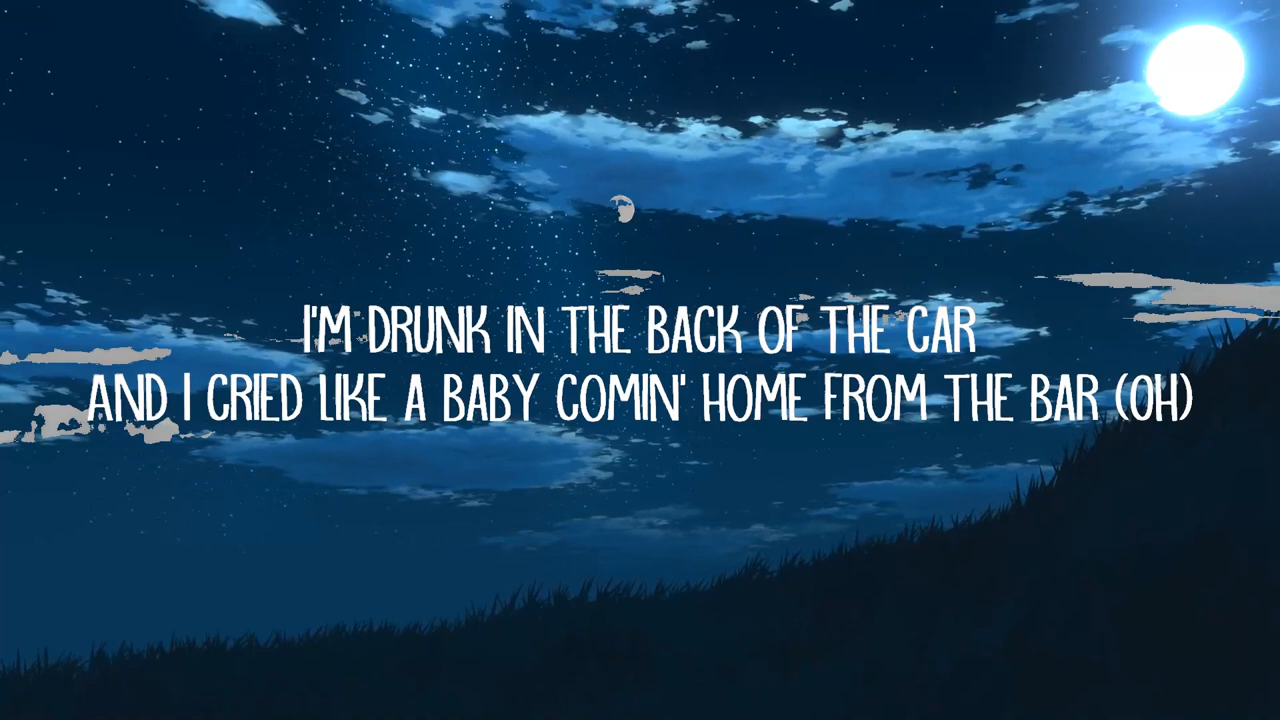 I'M DRUNK IN THE BACK OF THE CAR
AND I CRIED LIKE A BABY COMIN' HOME FROM THE BAR (OH)